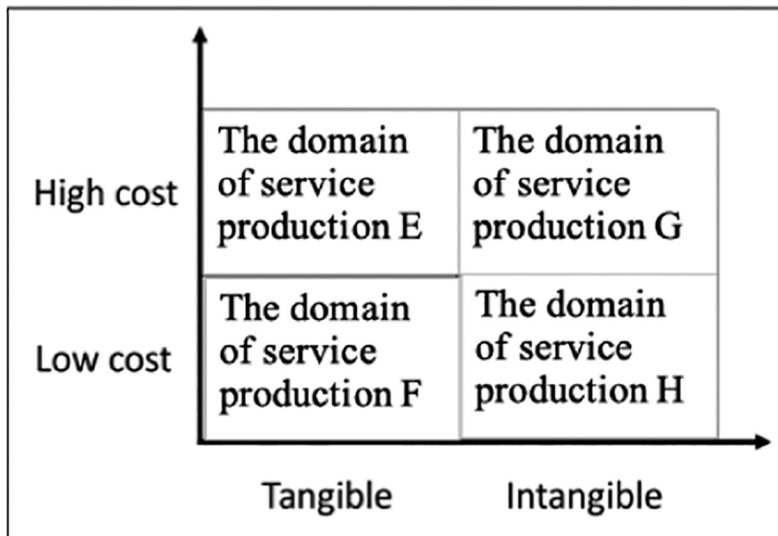 High cost
The domain
of service
production E
The domain
of service
production G
Low cost
The domain
of service
production F
The domain
of service
production H
Tangible
Intangible